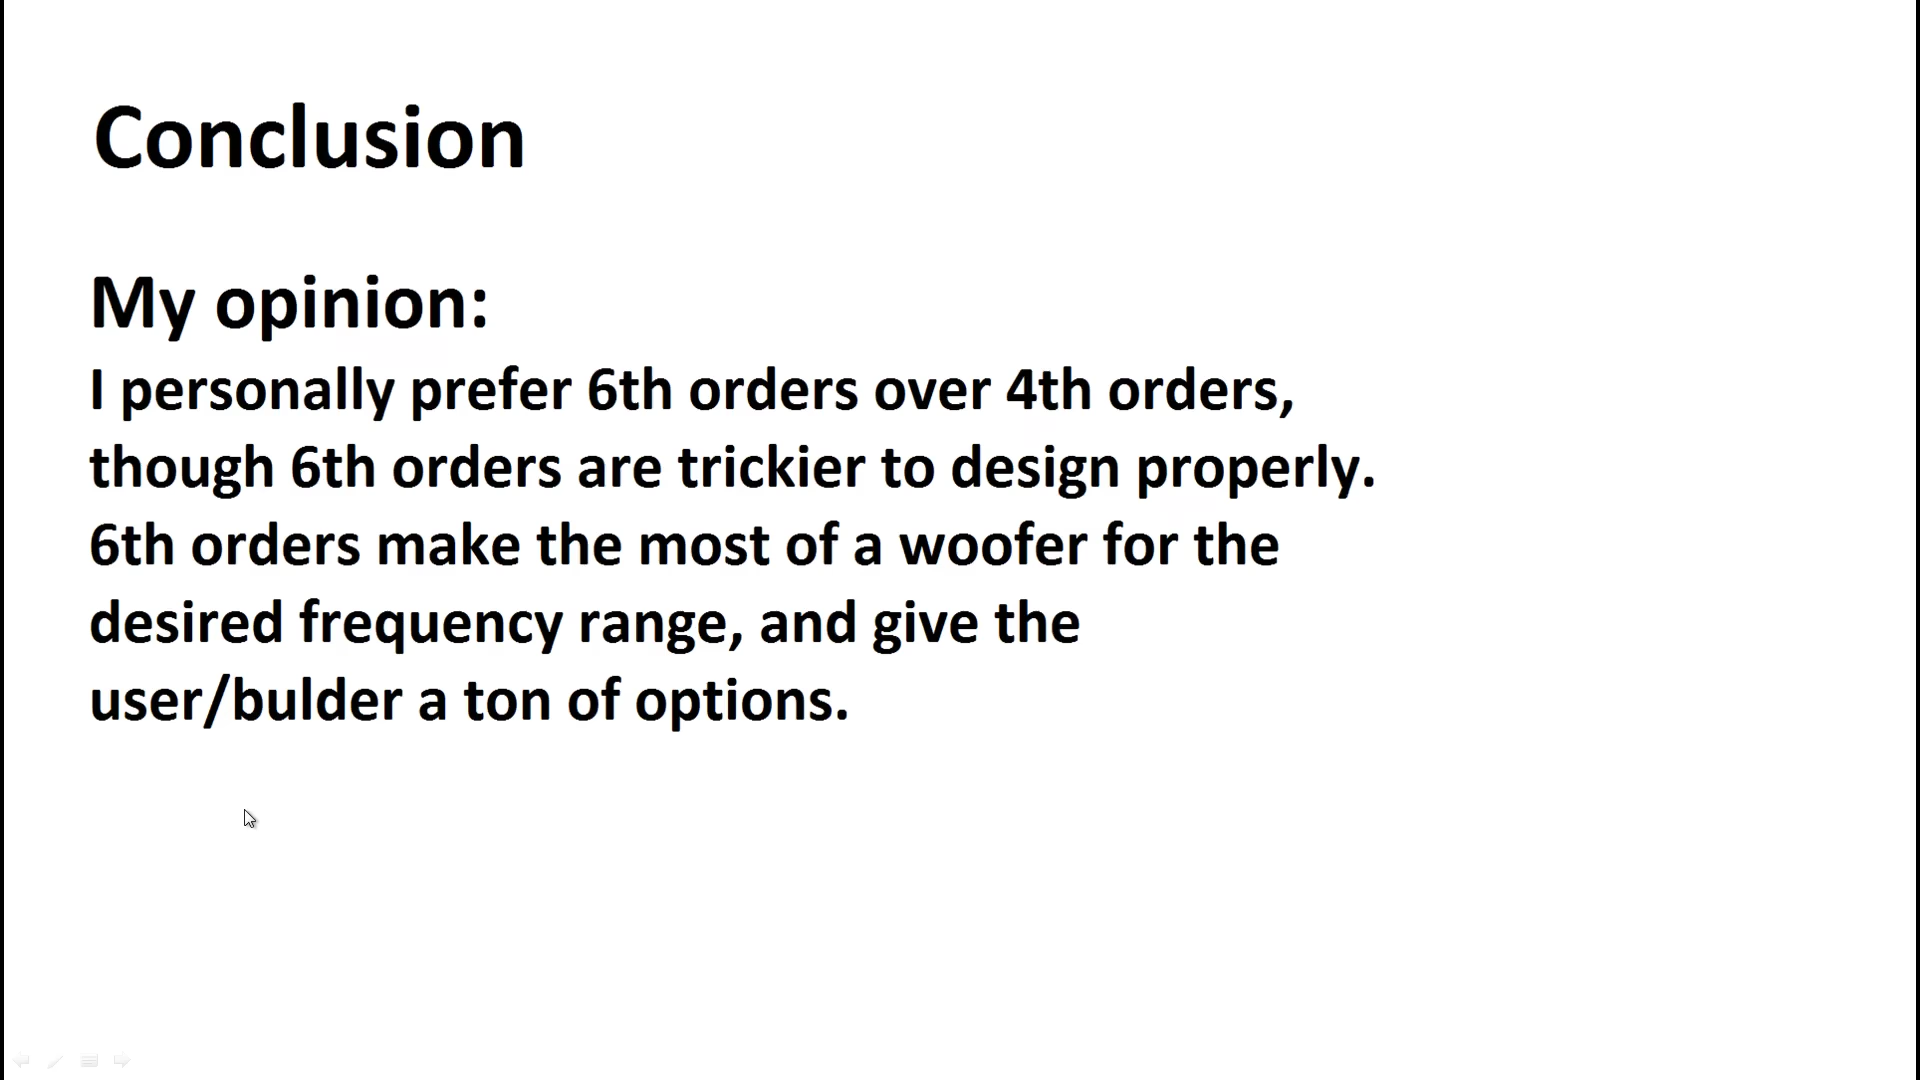 Conclusion
My opinion:
I personally prefer 6th orders over 4th orders,
though 6th orders are trickier to design properly.
6th orders make the most of a woofer for the
desired frequency range, and give the
user/bulder a ton of options.